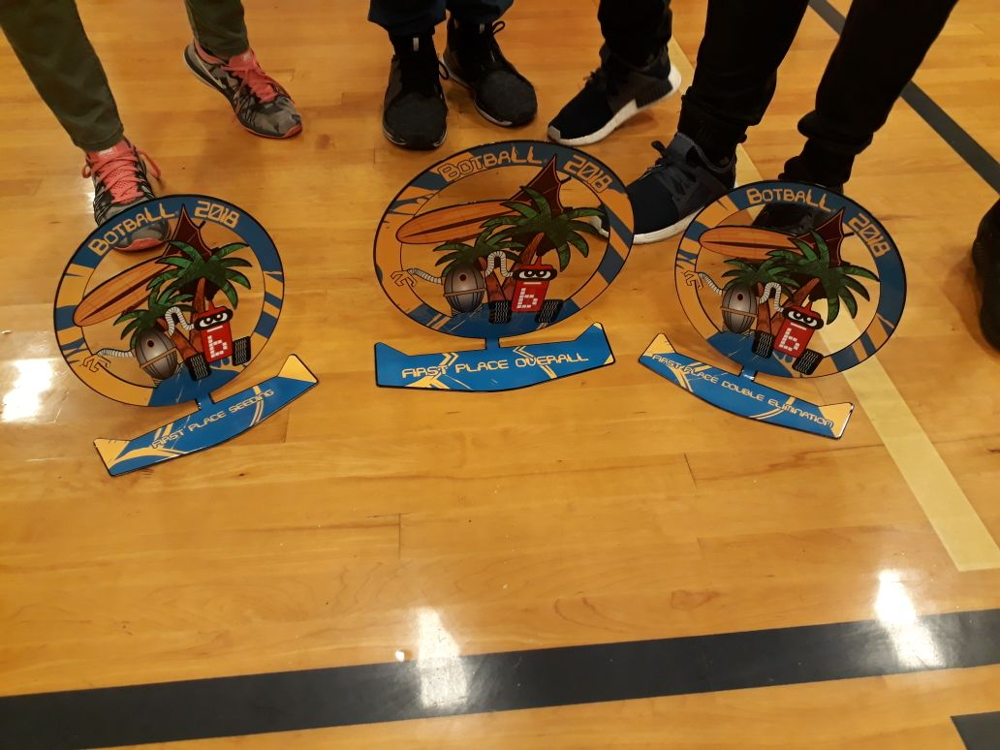 BOTBALL 2018
b
FIRST PLACE SEEDING
BOTBALL 2018
b
FIRST PLACE OVERALL
BOTBALL 2018
b
FIRST PLACE DOUBLE ELIMINATION